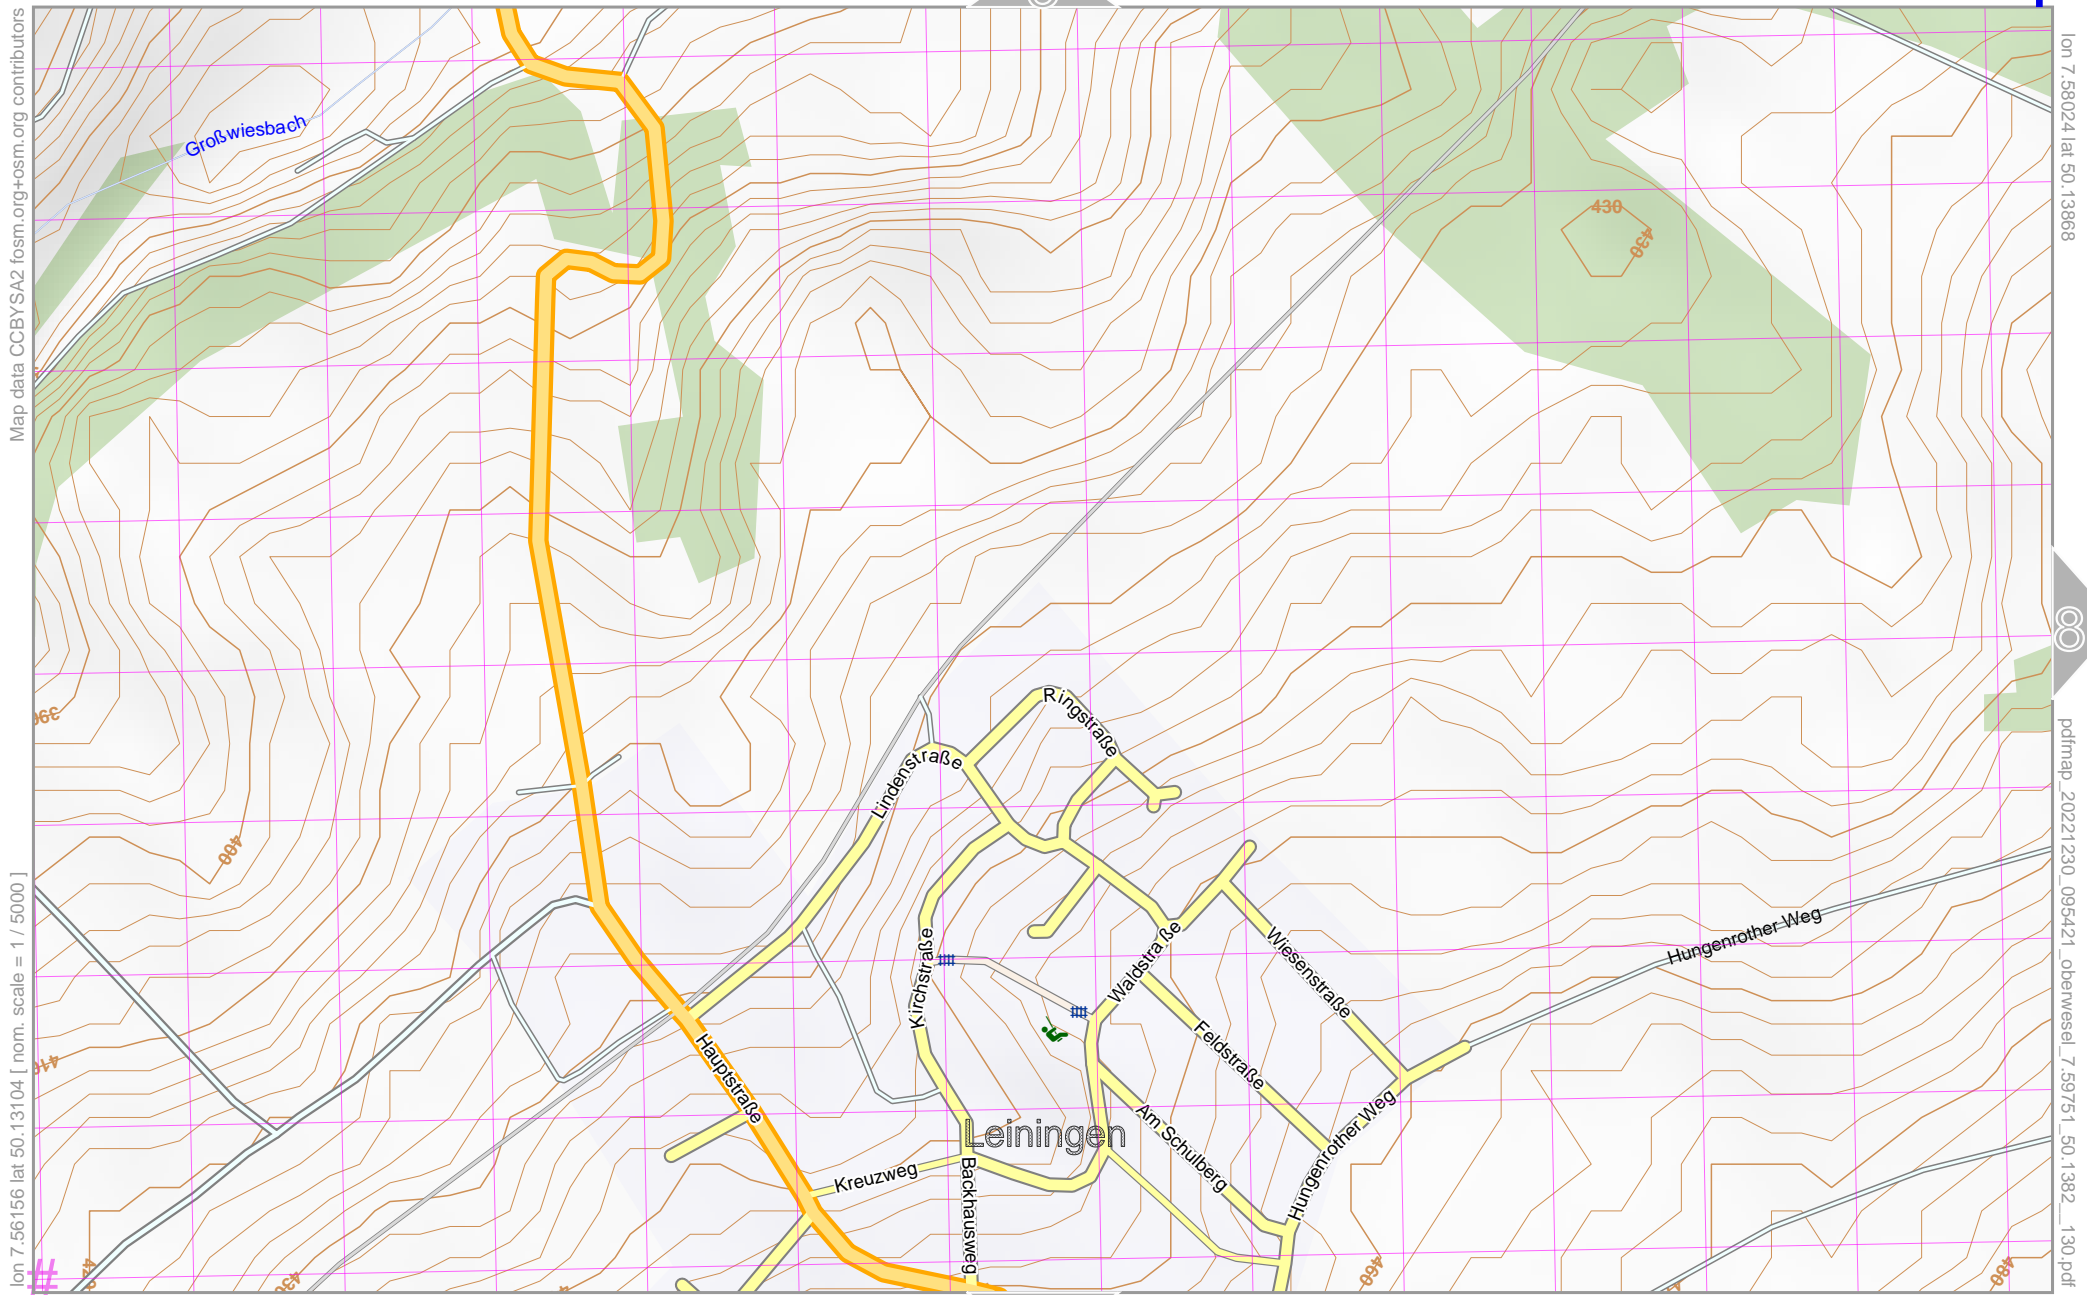 Map data CCBYSA2 fosm.org+osm.org contributors
lon 7.56156 lat 50.13104 [ nom. scale = 1 / 5000 ]
lon 7.58024 lat 50.13868
pdfmap_20221230_095421_oberwesel_7.59751_50.1382__130.pdf
Großwiesbach
430
430
390
Ringstraße
Lindenstraße
400
Hungenrother Weg
Wiesenstraße
Waldstraße
Kirchstraße
Feldstraße
410
Hauptstraße
Am Schulberg
Hungenrother Weg
Leiningen
Kreuzweg
Backhausweg
430
460
480
#